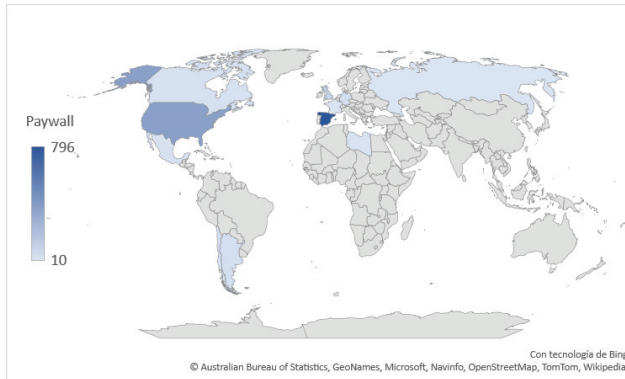 Paywall
796
10
Con tecnología de Bing
© Australian Bureau of Statistics, GeoNames, Microsoft, Navinfo, OpenStreetMap, TomTom, Wikipedia